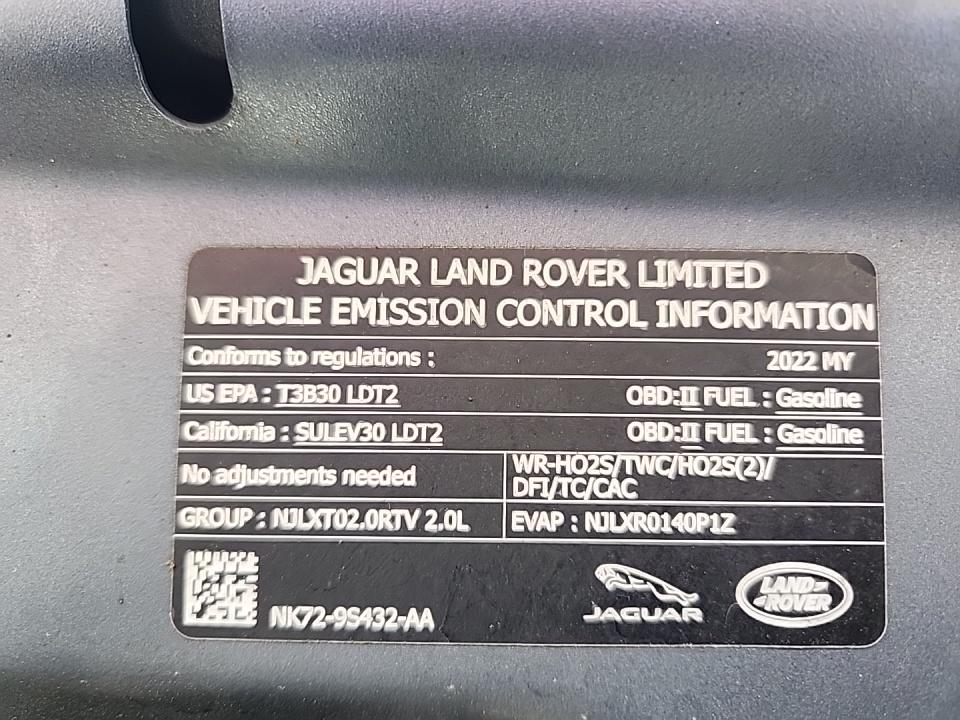 JAGUAR LAND ROVER LIMITED
VEHICLE EMISSION CONTROL INFORMATION
Conforms to regulations : 2022 MY
US EPA : T3B30 LDT2 OBD:II FUEL : Gasoline
California : SULEV30 LDT2 OBD:II FUEL : Gasoline
No adjustments needed
WR-HO2S/TWC/HO2S(2)/
DFI/TC/CAC
GROUP : NJLXT02.0RTV 2.0L
EVAP : NJLXR0140P1Z
NK72-9S432-AA
JAGUAR
LAND-
-ROVER